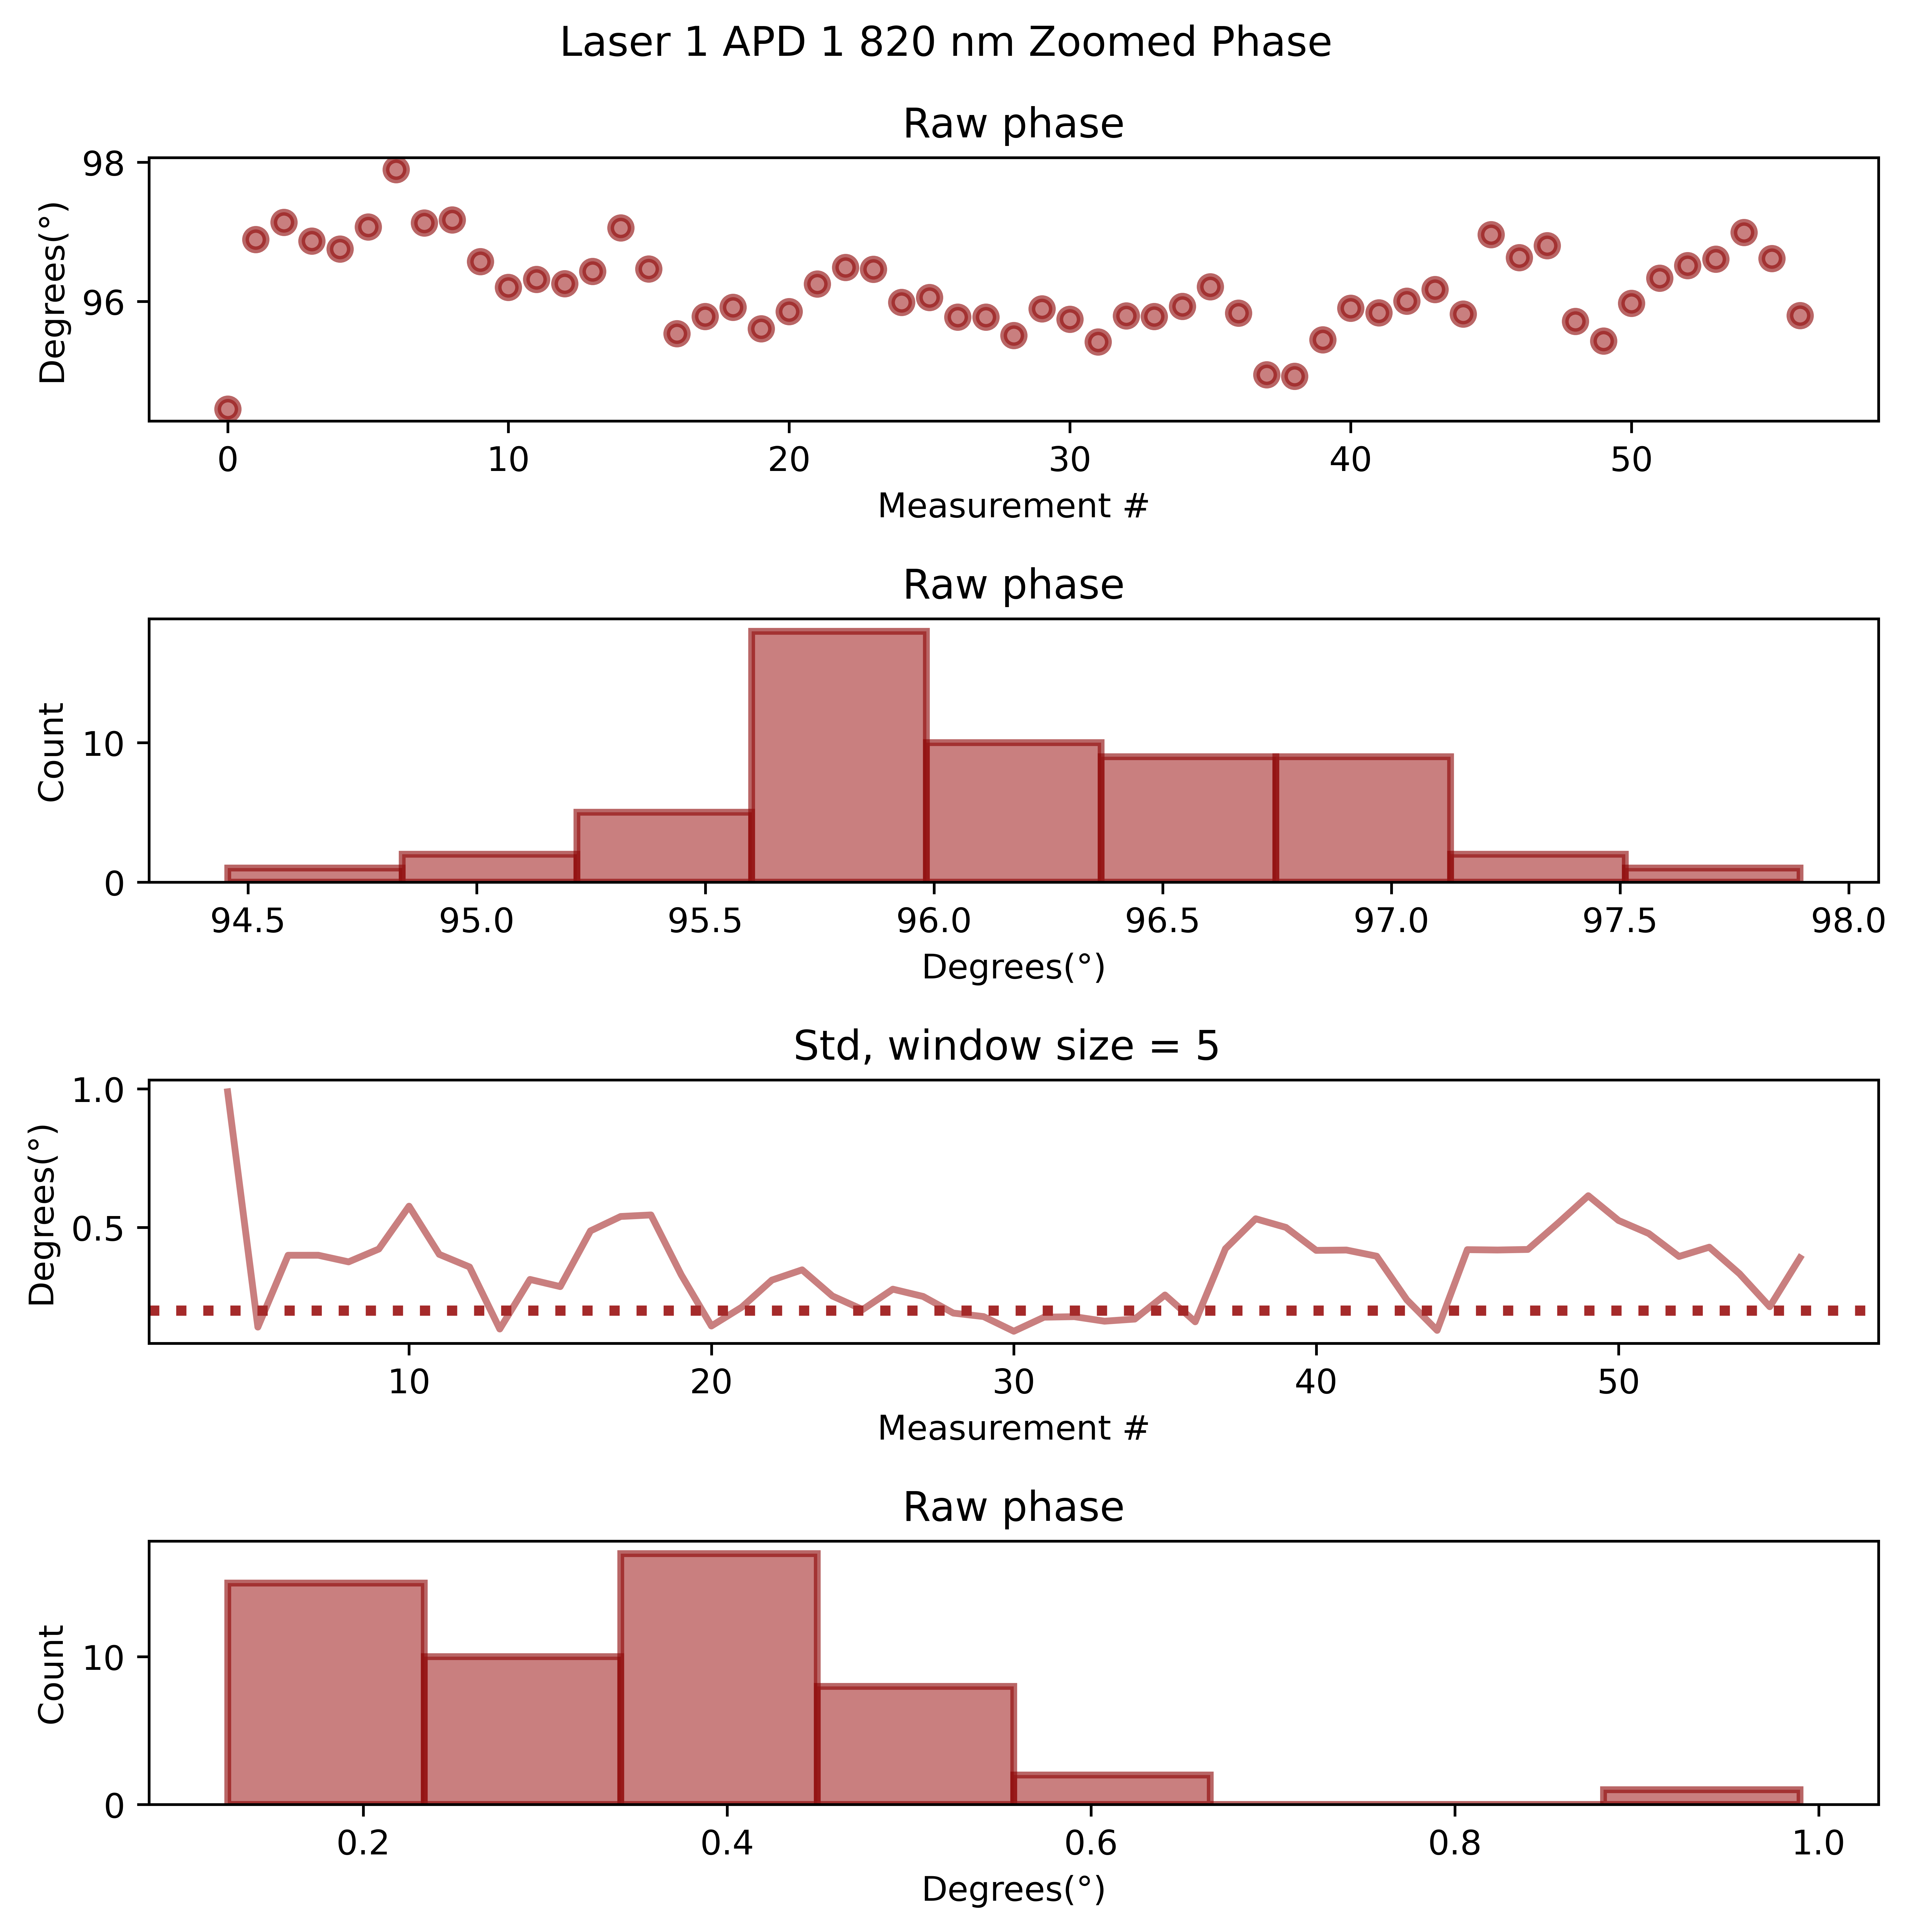 Laser 1 APD 1 820 nm Zoomed Phase
Raw phase
98
96
Degrees(°)
0 10 20 30 40 50
Measurement #
Raw phase
10
0
Count
94.5 95.0 95.5 96.0 96.5 97.0 97.5 98.0
Degrees(°)
Std, window size = 5
1.0
0.5
Degrees(°)
10 20 30 40 50
Measurement #
Raw phase
10
0
Count
0.2 0.4 0.6 0.8 1.0
Degrees(°)